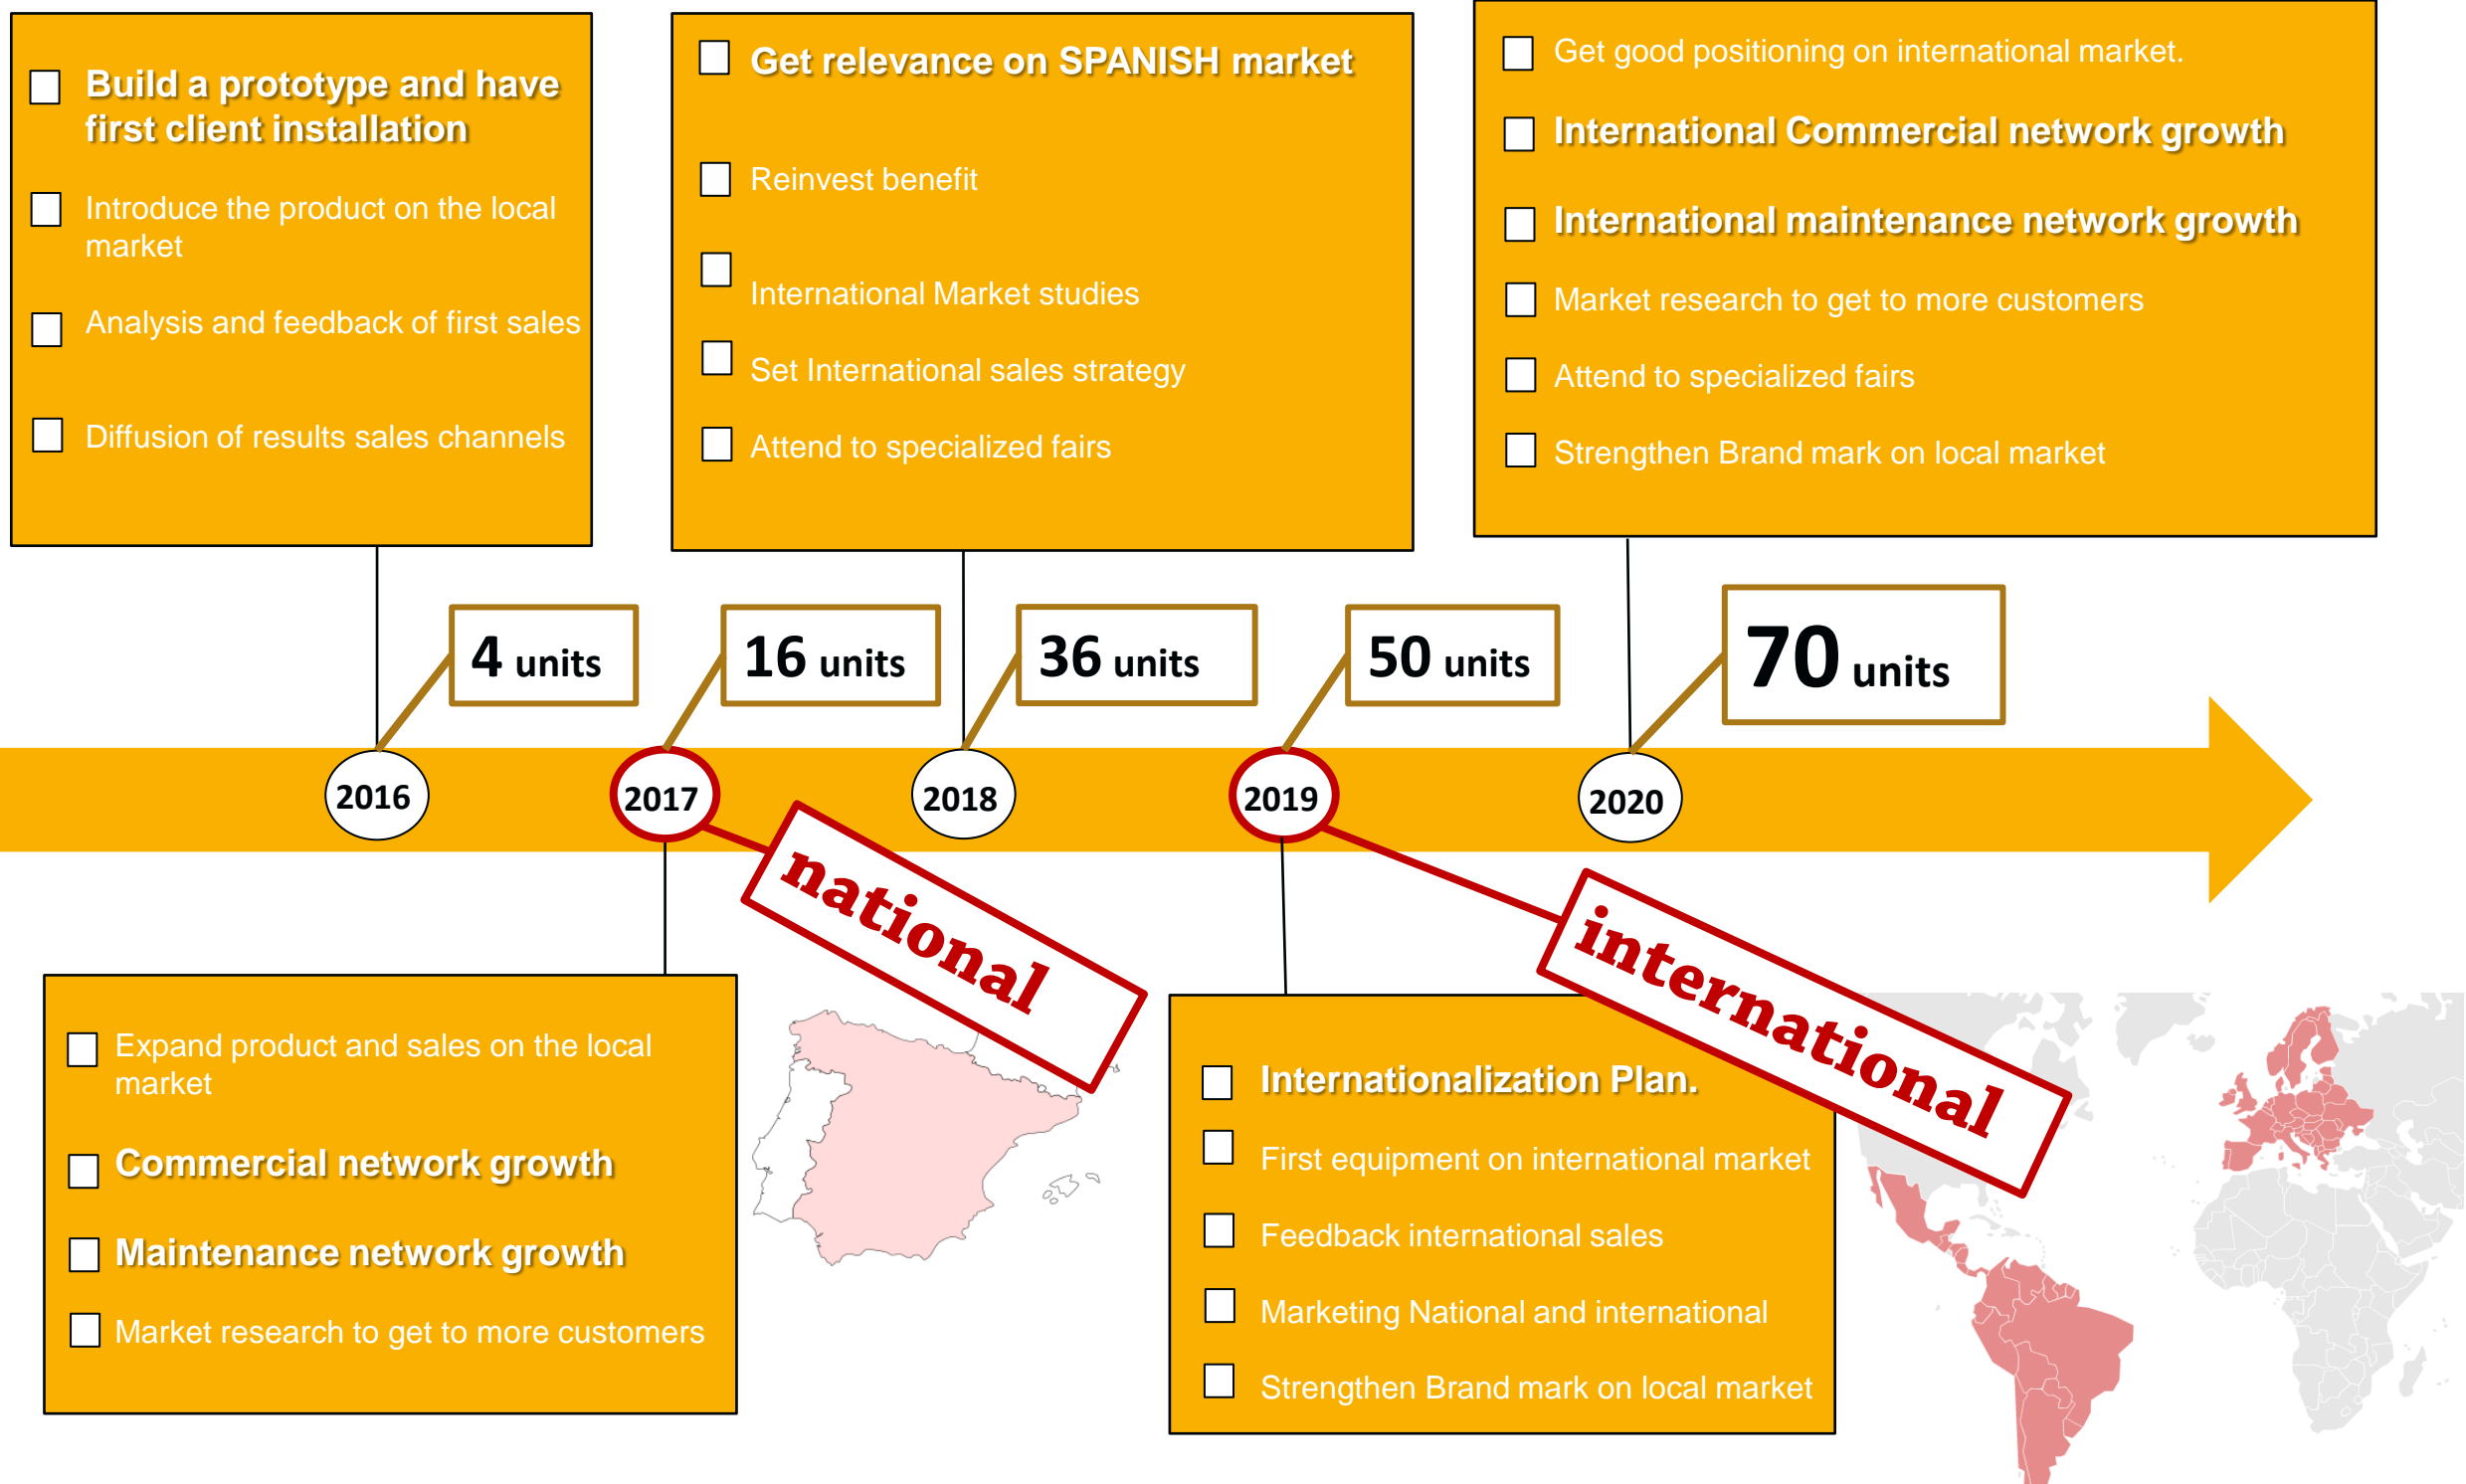 Build a prototype and have
first client installation
Introduce the product on the local
market
Analysis and feedback of first sales
Diffusion of results sales channels
Get relevance on SPANISH market
Reinvest benefit
International Market studies
Set International sales strategy
Attend to specialized fairs
Get good positioning on international market.
International Commercial network growth
International maintenance network growth
Market research to get to more customers
Attend to specialized fairs
Strengthen Brand mark on local market
4 units
16 units
36 units
50 units
70 units
2016
2017
2018
2019
2020
national
international
Expand product and sales on the local
market
Commercial network growth
Maintenance network growth
Market research to get to more customers
Internationalization Plan.
First equipment on international market
Feedback international sales
Marketing National and international
Strengthen Brand mark on local market